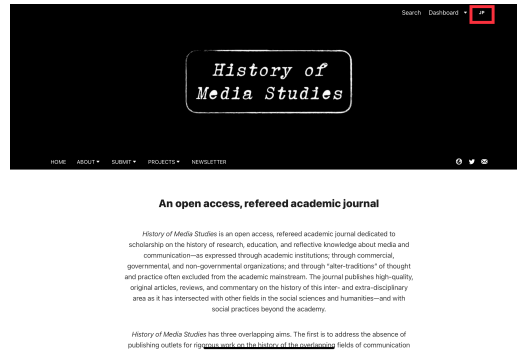 Search Dashboard JP
History of
Media Studies
HOME ABOUT SUBMIT PROJECTS NEWSLETTER
An open access, refereed academic journal
History of Media Studies is an open access, refereed academic journal dedicated to
scholarship on the history of research, education, and reflective knowledge about media and
communication—as expressed through academic institutions; through commercial,
governmental, and non-governmental organizations; and through "alter-traditions" of thought
and practice often excluded from the academic mainstream. The journal publishes high-quality,
original articles, reviews, and commentary on the history of this inter- and extra-disciplinary
area as it has intersected with other fields in the social sciences and humanities—and with
social practices beyond the academy.
History of Media Studies has three overlapping aims. The first is to address the absence of
publishing outlets for rigorous work on the history of the overlapping fields of communication